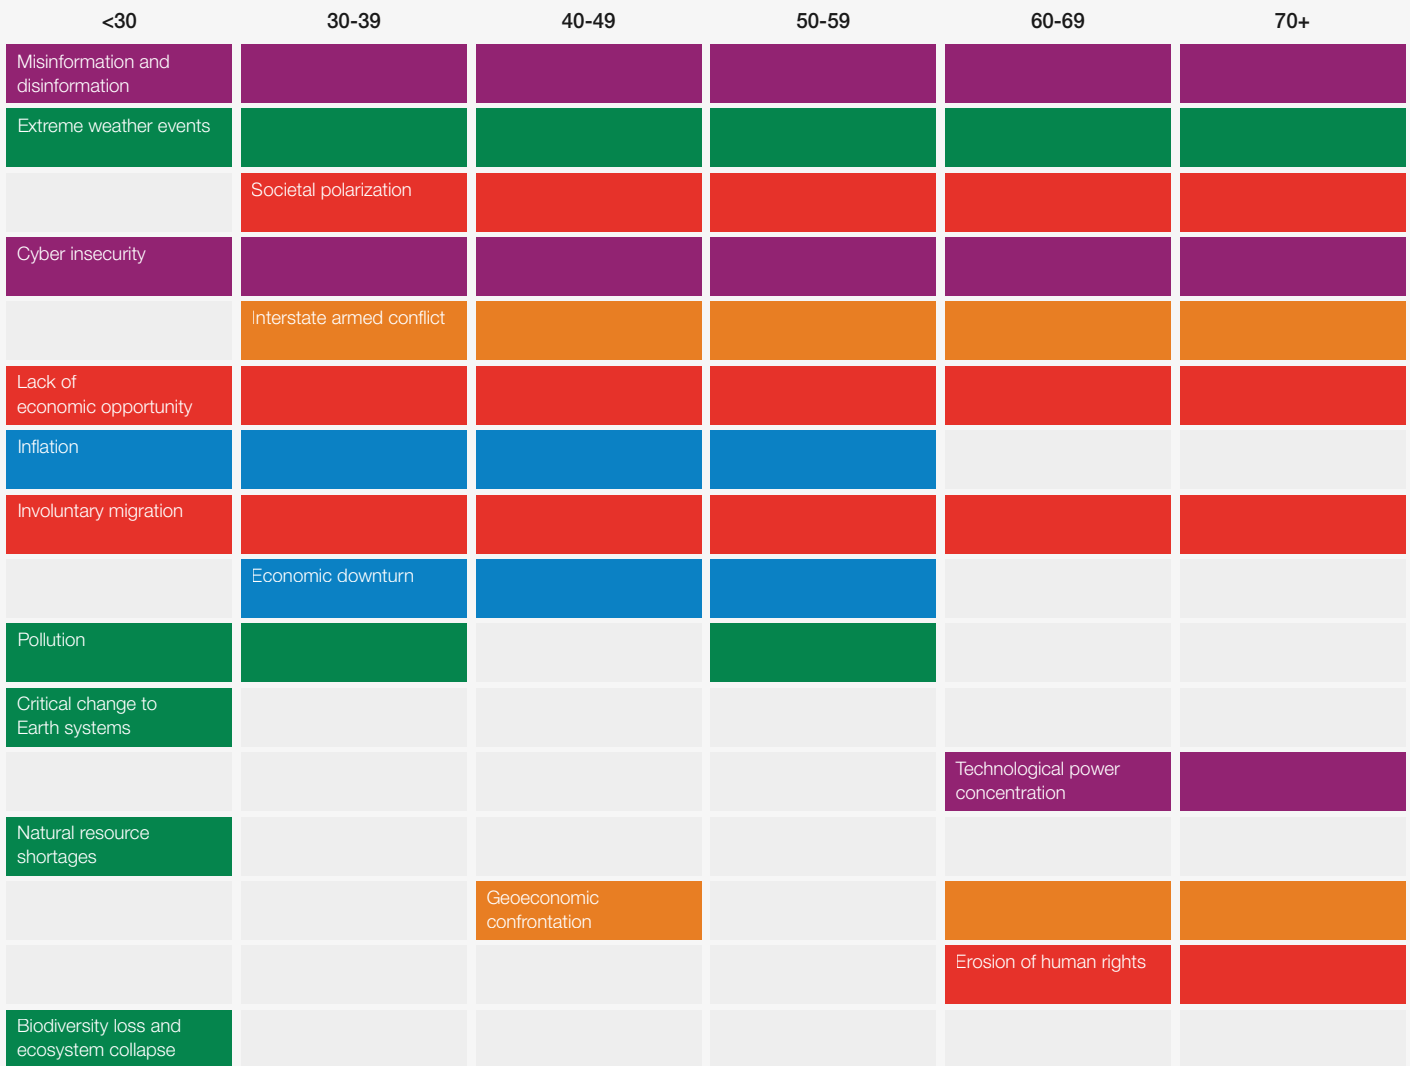 <30 30-39 40-49 50-59 60-69 70+
Misinformation and
disinformation
Extreme weather events
Societal polarization
Cyber insecurity
Interstate armed conflict
Lack of
economic opportunity
Inflation
Involuntary migration
Economic downturn
Pollution
Critical change to
Earth systems
Technological power
concentration
Natural resource
shortages
Geoeconomic
confrontation
Erosion of human rights
Biodiversity loss and
ecosystem collapse